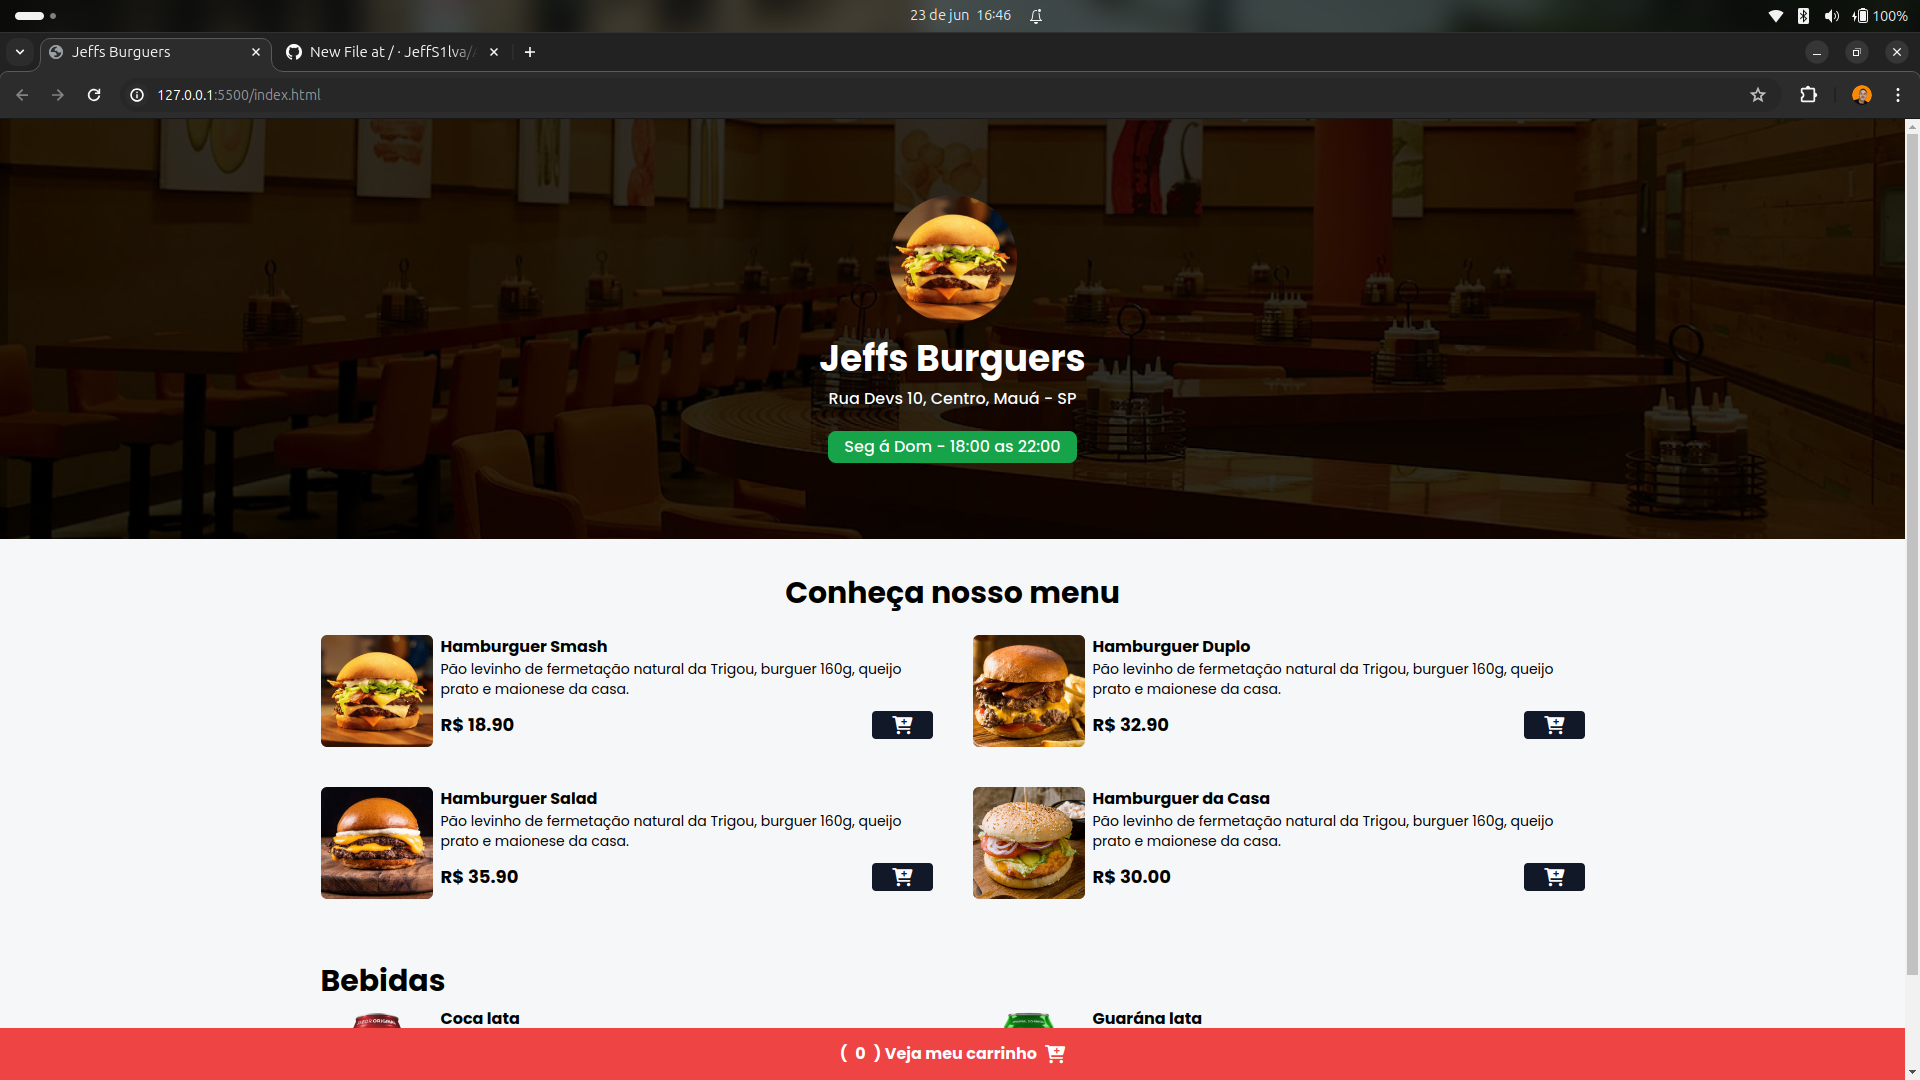 23 de jun 16:46
100%
Jeffs Burguers
New File at / · JeffS1lva/
127.0.0.1:5500/index.html
Jeffs Burguers
Rua Devs 10, Centro, Mauá - SP
Seg á Dom - 18:00 as 22:00
Conheça nosso menu
Hamburguer Smash
Pão levinho de fermetação natural da Trigou, burguer 160g, queijo
prato e maionese da casa.
R$ 18.90
Hamburguer Duplo
Pão levinho de fermetação natural da Trigou, burguer 160g, queijo
prato e maionese da casa.
R$ 32.90
Hamburguer Salad
Pão levinho de fermetação natural da Trigou, burguer 160g, queijo
prato e maionese da casa.
R$ 35.90
Hamburguer da Casa
Pão levinho de fermetação natural da Trigou, burguer 160g, queijo
prato e maionese da casa.
R$ 30.00
Bebidas
Coca lata
Guarána lata
( 0 ) Veja meu carrinho